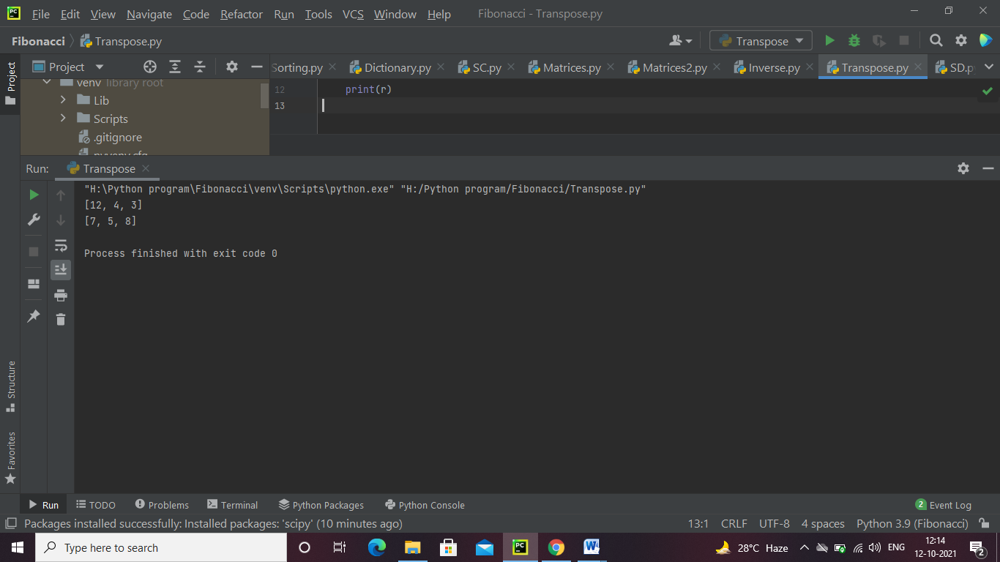 File Edit View Navigate Code Refactor Run Tools VCS Window Help Fibonacci - Transpose.py
Fibonacci Transpose.py Transpose
Project Sorting.py Dictionary.py SC.py Matrices.py Matrices2.py Inverse.py Transpose.py SD.py
Project
venv library root
Lib
Scripts
.gitignore
pyvenv.cfg
12 print(r)
13
Run: Transpose
"H:\Python program\Fibonacci\venv\Scripts\python.exe" "H:/Python program/Fibonacci/Transpose.py"
[12, 4, 3]
[7, 5, 8]
Process finished with exit code 0
Structure
Favorites
Run TODO Problems Terminal Python Packages Python Console 2 Event Log
Packages installed successfully: Installed packages: 'scipy' (10 minutes ago) 13:1 CRLF UTF-8 4 spaces Python 3.9 (Fibonacci)
Type here to search PC W 28°C Haze ENG 12:14
12-10-2021 2